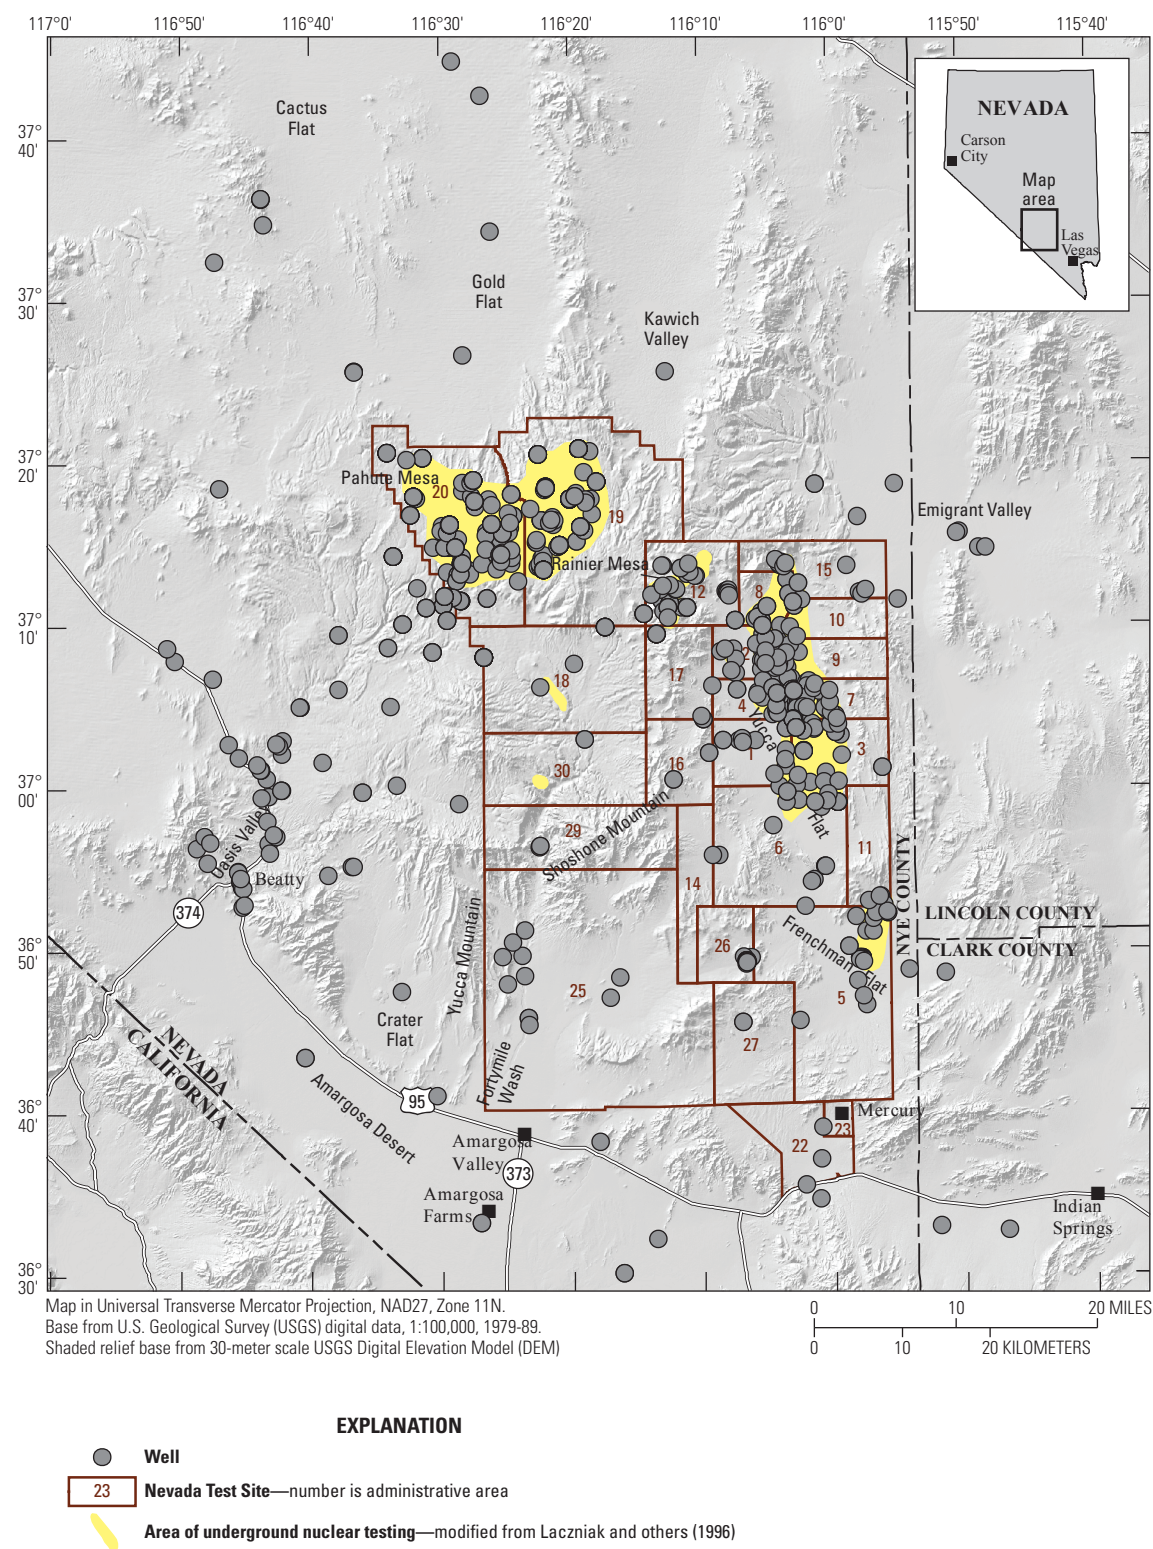 117°0'
116°50'
116°40'
116°30'
116°20'
116°10'
116°0'
115°50'
115°40'
37°
40'
37°
30'
37°
20'
37°
10'
37°
00'
36°
50'
36°
40'
36°
30'
Cactus
Flat
Gold
Flat
Kawich
Valley
NEVADA
Carson
City
Map
area
Las
Vegas
Pahute Mesa
20
19
Emigrant Valley
Rainier Mesa
12
8
15
10
2
9
17
18
4
7
Yucca
1
3
16
30
Shoshone Mountain
29
Flat
6
11
14
Oasis Valley
Beatty
374
NYE COUNTY
LINCOLN COUNTY
CLARK COUNTY
Yucca Mountain
26
Frenchman Flat
25
5
Crater
Flat
27
NEVADA
CALIFORNIA
Fortymile
Wash
Amargosa Desert
95
Mercury
23
22
Amargosa
Valley
373
Amargosa
Farms
Indian
Springs
Map in Universal Transverse Mercator Projection, NAD27, Zone 11N.
Base from U.S. Geological Survey (USGS) digital data, 1:100,000, 1979-89.
Shaded relief base from 30-meter scale USGS Digital Elevation Model (DEM)
0 10 20 MILES
0 10 20 KILOMETERS
EXPLANATION
Well
23 Nevada Test Site—number is administrative area
Area of underground nuclear testing—modified from Laczniak and others (1996)